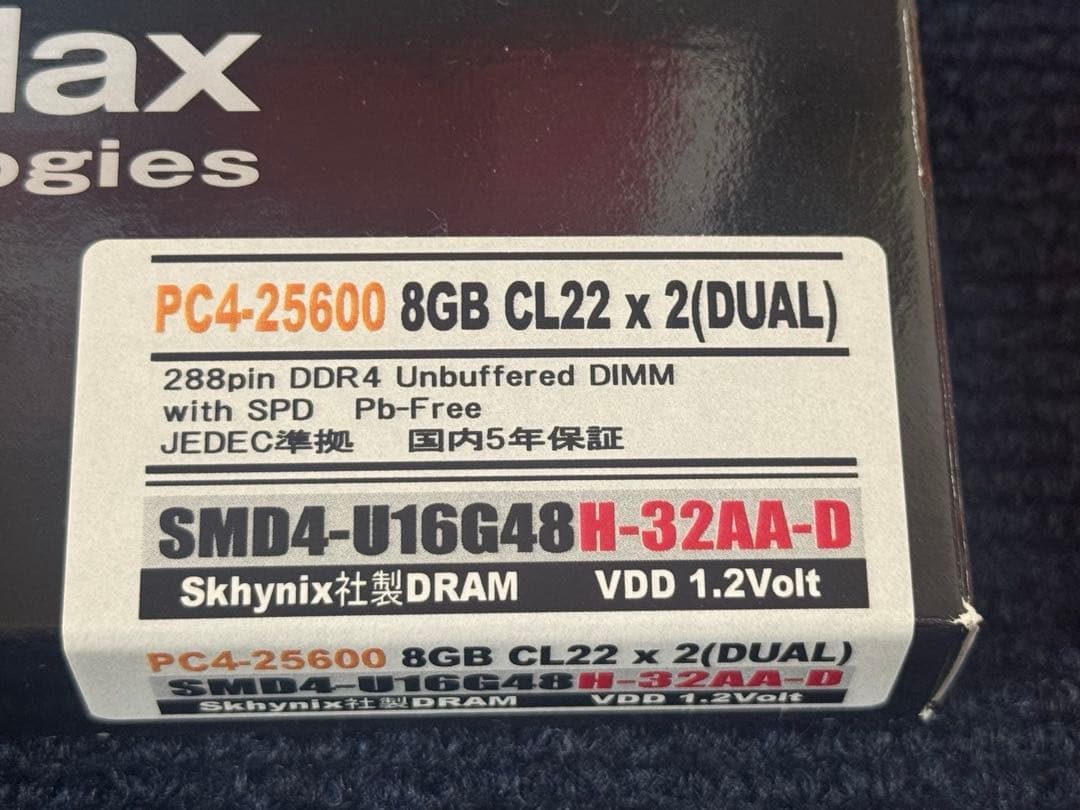 ax
ogies
PC4-25600 8GB CL22 x 2(DUAL)
288pin DDR4 Unbuffered DIMM
with SPD Pb-Free
JEDEC準拠 国内5年保証
SMD4-U16G48H-32AA-D
Skhynix社製DRAM VDD 1.2Volt
PC4-25600 8GB CL22 x 2(DUAL)
SMD4-U16G48H-32AA-D
Skhynix社製DRAM VDD 1.2Volt